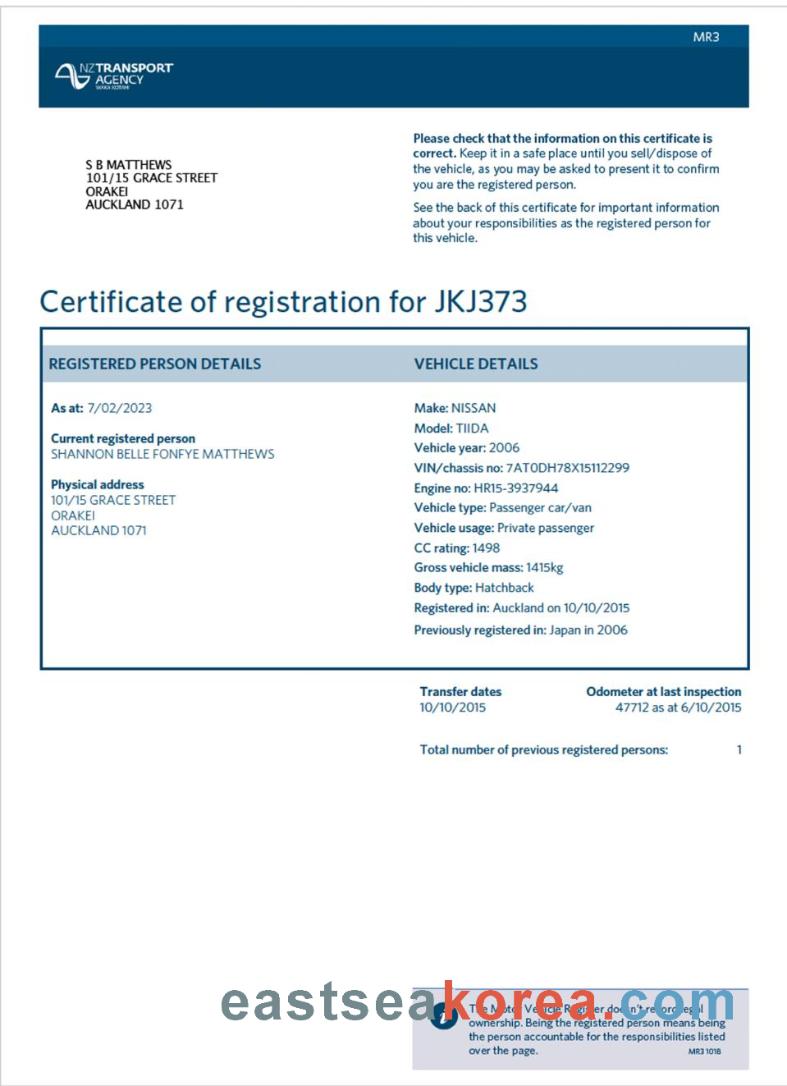 MR3
NZTRANSPORT
AGENCY
WAKA KOTAHI
S B MATTHEWS
101/15 GRACE STREET
ORAKEI
AUCKLAND 1071
Please check that the information on this certificate is
correct. Keep it in a safe place until you sell/dispose of
the vehicle, as you may be asked to present it to confirm
you are the registered person.
See the back of this certificate for important information
about your responsibilities as the registered person for
this vehicle.
Certificate of registration for JKJ373
REGISTERED PERSON DETAILS
As at: 7/02/2023
Current registered person
SHANNON BELLE FONFYE MATTHEWS
Physical address
101/15 GRACE STREET
ORAKEI
AUCKLAND 1071
VEHICLE DETAILS
Make: NISSAN
Model: TIIDA
Vehicle year: 2006
VIN/chassis no: 7AT0DH78X15112299
Engine no: HR15-3937944
Vehicle type: Passenger car/van
Vehicle usage: Private passenger
CC rating: 1498
Gross vehicle mass: 1415kg
Body type: Hatchback
Registered in: Auckland on 10/10/2015
Previously registered in: Japan in 2006
Transfer dates
10/10/2015
Odometer at last inspection
47712 as at 6/10/2015
Total number of previous registered persons: 1
eastseakorea.com
The Motor Vehicle Register doesn't record legal
ownership. Being the registered person means being
the person accountable for the responsibilities listed
over the page.
MR3 1018